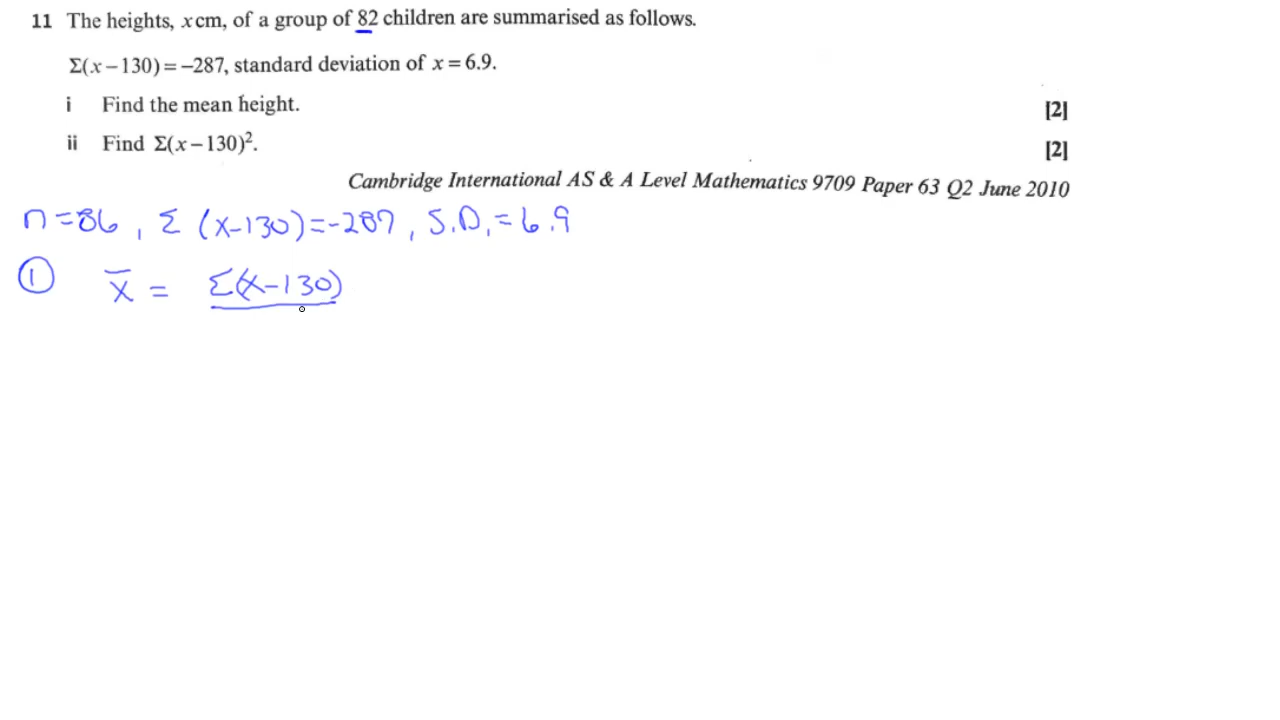 11 The heights, x cm, of a group of 82 children are summarised as follows.
Σ(x−130) = −287, standard deviation of x = 6.9.
i Find the mean height. [2]
ii Find Σ(x−130)². [2]
Cambridge International AS & A Level Mathematics 9709 Paper 63 Q2 June 2010
n=86, Σ (x-130)=-287, S.D.=6.9
① x̄ = Σ(x-130)